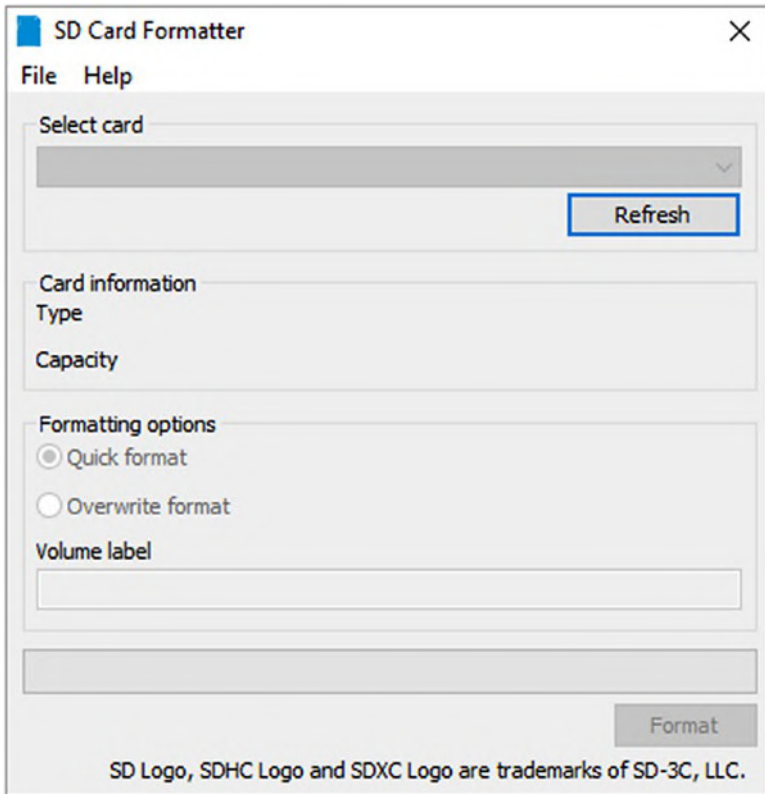 SD Card Formatter
File Help
Select card
Refresh
Card information
Type
Capacity
Formatting options
Quick format
Overwrite format
Volume label
Format
SD Logo, SDHC Logo and SDXC Logo are trademarks of SD-3C, LLC.